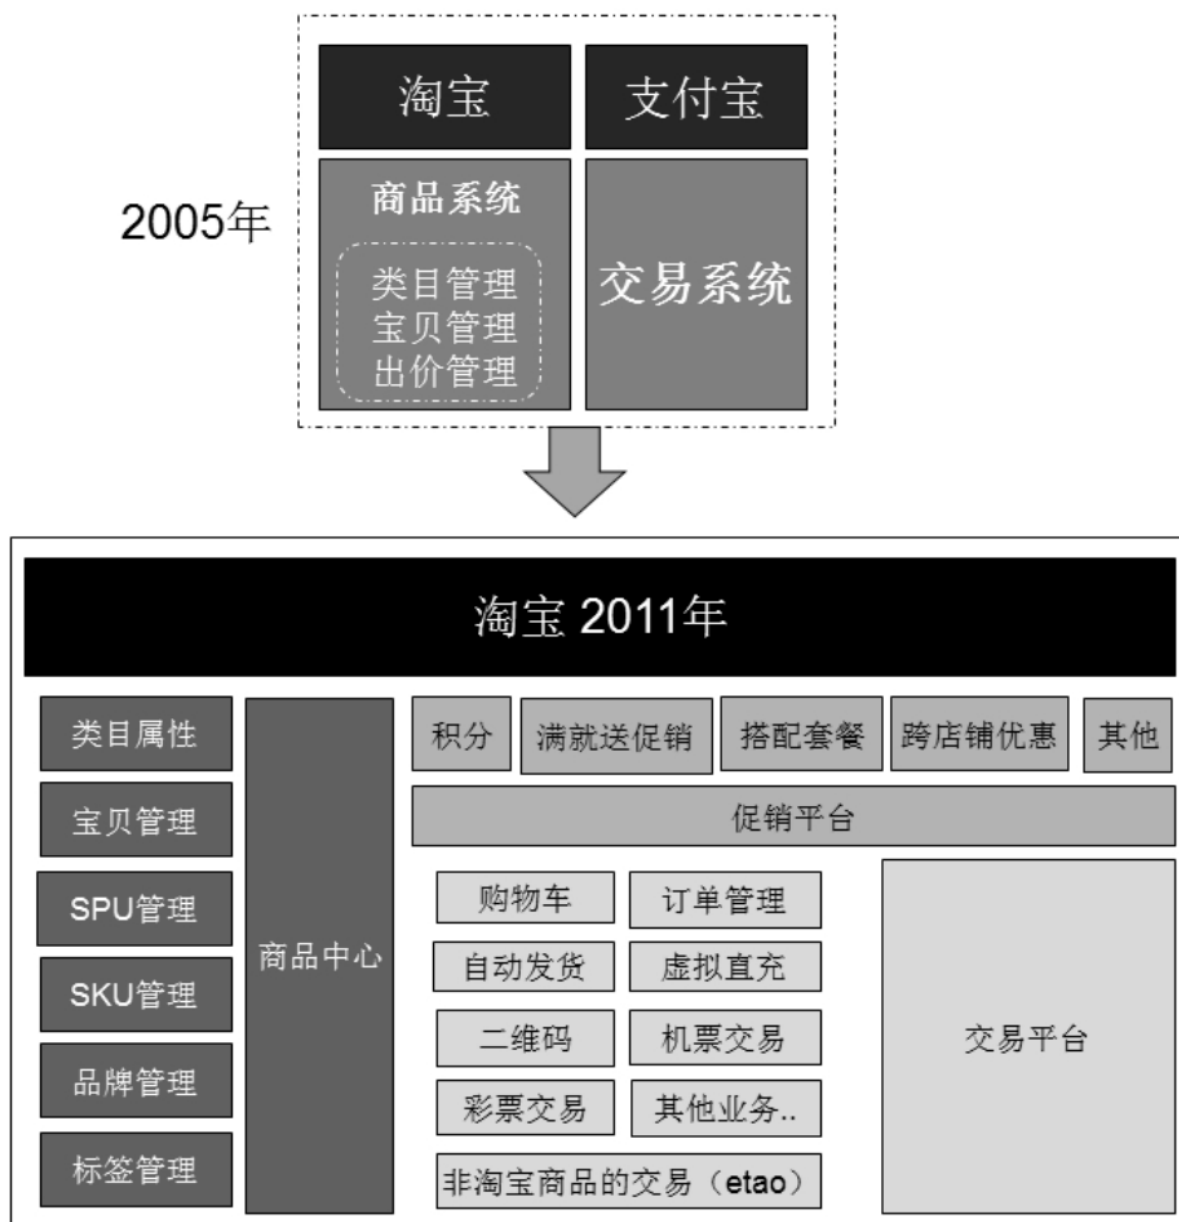 淘宝
支付宝
2005年
商品系统
类目管理
宝贝管理
出价管理
交易系统
淘宝 2011年
类目属性
宝贝管理
SPU管理
SKU管理
品牌管理
标签管理
商品中心
积分
满就送促销
搭配套餐
跨店铺优惠
其他
促销平台
购物车
订单管理
自动发货
虚拟直充
二维码
机票交易
彩票交易
其他业务..
非淘宝商品的交易（etao）
交易平台